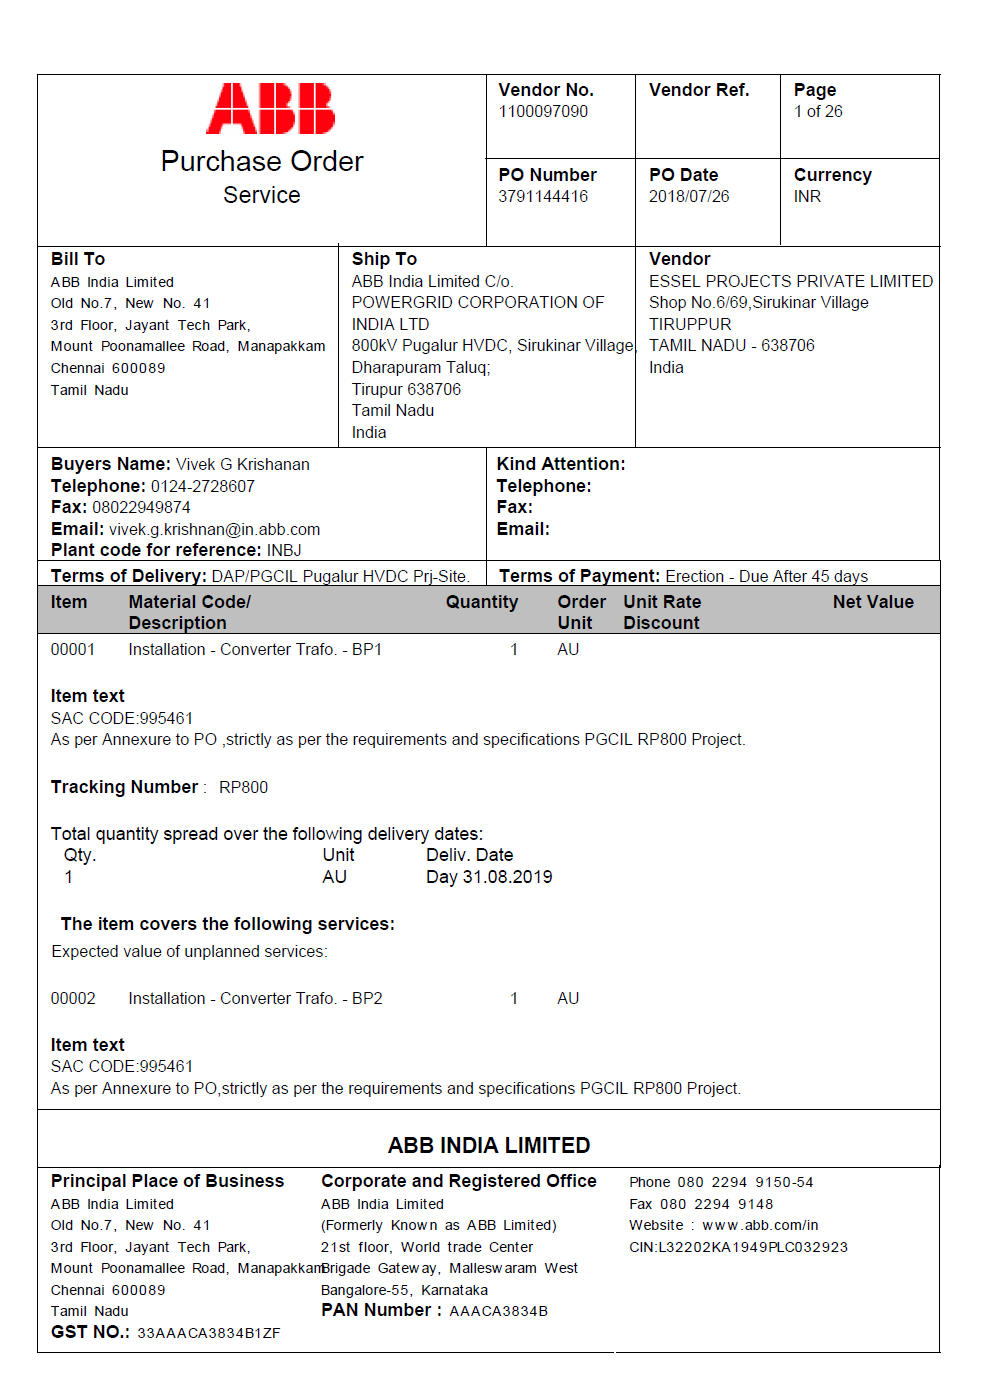 ABB
Purchase Order
Service
Vendor No.
1100097090
Vendor Ref.
Page
1 of 26
PO Number
3791144416
PO Date
2018/07/26
Currency
INR
Bill To
ABB India Limited
Old No.7, New No. 41
3rd Floor, Jayant Tech Park,
Mount Poonamallee Road, Manapakkam
Chennai 600089
Tamil Nadu
Ship To
ABB India Limited C/o.
POWERGRID CORPORATION OF
INDIA LTD
800kV Pugalur HVDC, Sirukinar Village,
Dharapuram Taluq;
Tirupur 638706
Tamil Nadu
India
Vendor
ESSEL PROJECTS PRIVATE LIMITED
Shop No.6/69,Sirukinar Village
TIRUPPUR
TAMIL NADU - 638706
India
Buyers Name: Vivek G Krishanan
Telephone: 0124-2728607
Fax: 08022949874
Email: vivek.g.krishnan@in.abb.com
Plant code for reference: INBJ
Kind Attention:
Telephone:
Fax:
Email:
Terms of Delivery: DAP/PGCIL Pugalur HVDC Prj-Site.
Terms of Payment: Erection - Due After 45 days
Item Material Code/ Quantity Order Unit Rate Net Value
Description Unit Discount
00001 Installation - Converter Trafo. - BP1 1 AU
Item text
SAC CODE:995461
As per Annexure to PO ,strictly as per the requirements and specifications PGCIL RP800 Project.
Tracking Number : RP800
Total quantity spread over the following delivery dates:
Qty. Unit Deliv. Date
1 AU Day 31.08.2019
The item covers the following services:
Expected value of unplanned services:
00002 Installation - Converter Trafo. - BP2 1 AU
Item text
SAC CODE:995461
As per Annexure to PO,strictly as per the requirements and specifications PGCIL RP800 Project.
ABB INDIA LIMITED
Principal Place of Business
ABB India Limited
Old No.7, New No. 41
3rd Floor, Jayant Tech Park,
Mount Poonamallee Road, Manapakkam
Chennai 600089
Tamil Nadu
GST NO.: 33AAACA3834B1ZF
Corporate and Registered Office
ABB India Limited
(Formerly Known as ABB Limited)
21st floor, World trade Center
Brigade Gateway, Malleswaram West
Bangalore-55, Karnataka
PAN Number : AAACA3834B
Phone 080 2294 9150-54
Fax 080 2294 9148
Website : www.abb.com/in
CIN:L32202KA1949PLC032923